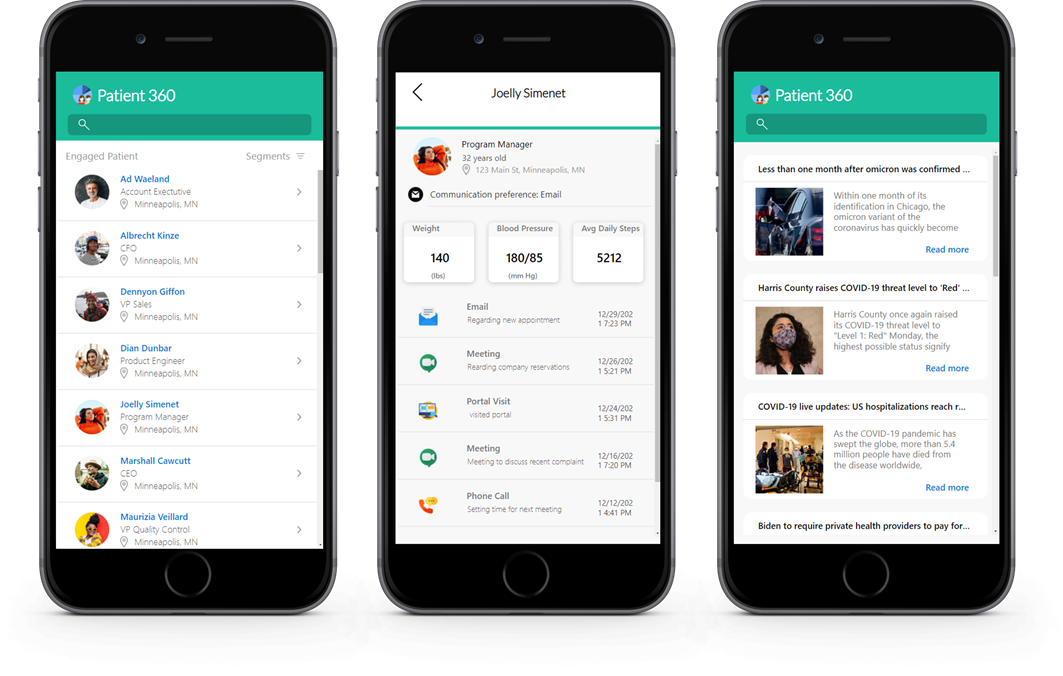 Patient 360
Engaged Patient Segments
Ad Waeland
Account Exectutive
Minneapolis, MN
Albrecht Kinze
CFO
Minneapolis, MN
Dennyon Giffon
VP Sales
Minneapolis, MN
Dian Dunbar
Product Engineer
Minneapolis, MN
Joelly Simenet
Program Manager
Minneapolis, MN
Marshall Cawcutt
CEO
Minneapolis, MN
Maurizia Veillard
VP Quality Control
Minneapolis, MN
Joelly Simenet
Program Manager
32 years old
123 Main St, Minneapolis, MN
Communication preference: Email
Weight Blood Pressure Avg Daily Steps
140 180/85 5212
(lbs) (mm Hg)
Email
Regarding new appointment
12/29/202
1 7:23 PM
Meeting
Rearding company reservations
12/26/202
1 5:21 PM
Portal Visit
visited portal
12/24/202
1 5:31 PM
Meeting
Meeting to discuss recent complaint
12/16/202
1 7:20 PM
Phone Call
Setting time for next meeting
12/12/202
1 4:41 PM
Patient 360
Less than one month after omicron was confirmed ...
Within one month of its
identification in Chicago, the
omicron variant of the
coronavirus has quickly become
Read more
Harris County raises COVID-19 threat level to 'Red' ...
Harris County once again raised
its COVID-19 threat level to
"Level 1: Red" Monday, the
highest possible status signify
Read more
COVID-19 live updates: US hospitalizations reach r...
As the COVID-19 pandemic has
swept the globe, more than 5.4
million people have died from
the disease worldwide,
Read more
Biden to require private health providers to pay for...